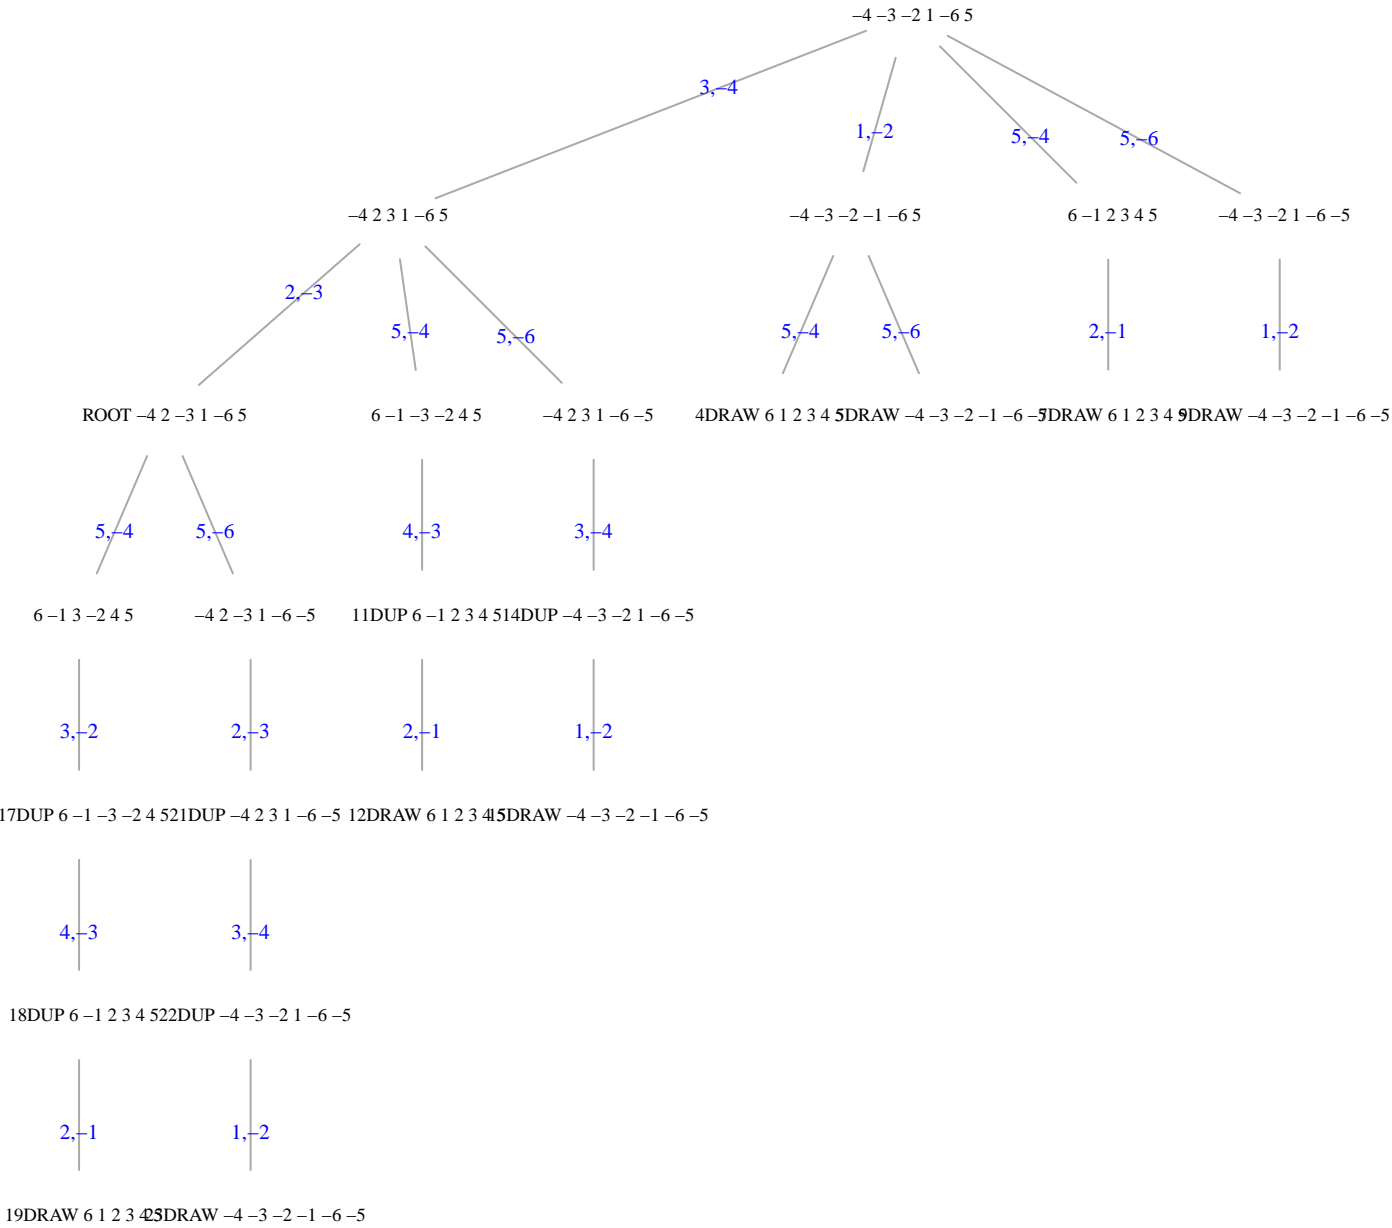 −4 −3 −2 1 −6 5
3,−4
1,−2
5,−4
5,−6
−4 2 3 1 −6 5
−4 −3 −2 −1 −6 5
6 −1 2 3 4 5
−4 −3 −2 1 −6 −5
2,−3
5,−4
5,−6
5,−4
5,−6
2,−1
1,−2
ROOT −4 2 −3 1 −6 5
6 −1 −3 −2 4 5
−4 2 3 1 −6 −5
4DRAW 6 1 2 3 4 5
5DRAW −4 −3 −2 −1 −6 −5
7DRAW 6 1 2 3 4 5
9DRAW −4 −3 −2 −1 −6 −5
5,−4
5,−6
4,−3
3,−4
6 −1 3 −2 4 5
−4 2 −3 1 −6 −5
11DUP 6 −1 2 3 4 5
14DUP −4 −3 −2 1 −6 −5
3,−2
2,−3
2,−1
1,−2
17DUP 6 −1 −3 −2 4 5
21DUP −4 2 3 1 −6 −5
12DRAW 6 1 2 3 4 5
15DRAW −4 −3 −2 −1 −6 −5
4,−3
3,−4
18DUP 6 −1 2 3 4 5
22DUP −4 −3 −2 1 −6 −5
2,−1
1,−2
19DRAW 6 1 2 3 4 5
23DRAW −4 −3 −2 −1 −6 −5